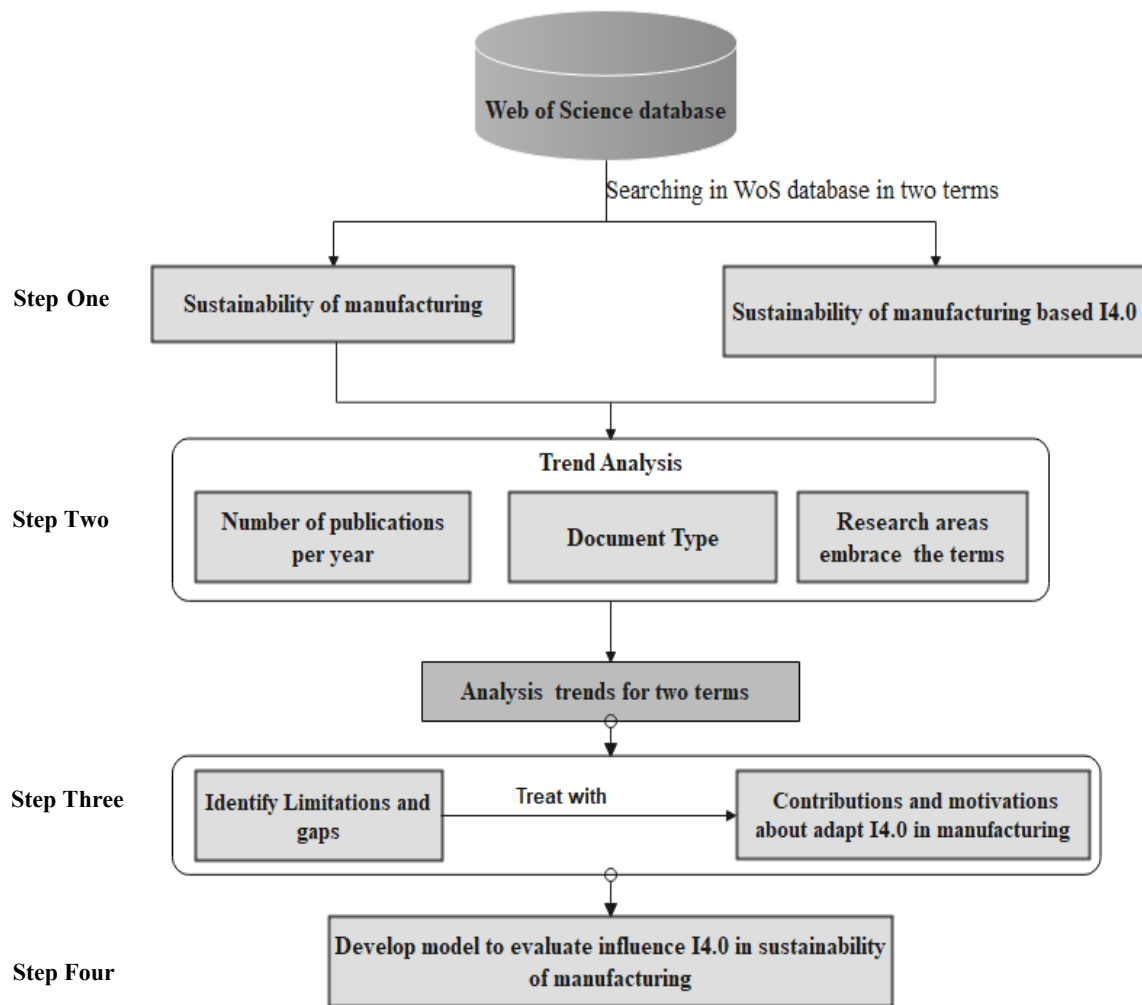 Web of Science database
Searching in WoS database in two terms
Step One
Sustainability of manufacturing
Sustainability of manufacturing based I4.0
Trend Analysis
Step Two
Number of publications
per year
Document Type
Research areas
embrace the terms
Analysis trends for two terms
Step Three
Identify Limitations and
gaps
Treat with
Contributions and motivations
about adapt I4.0 in manufacturing
Step Four
Develop model to evaluate influence I4.0 in sustainability
of manufacturing